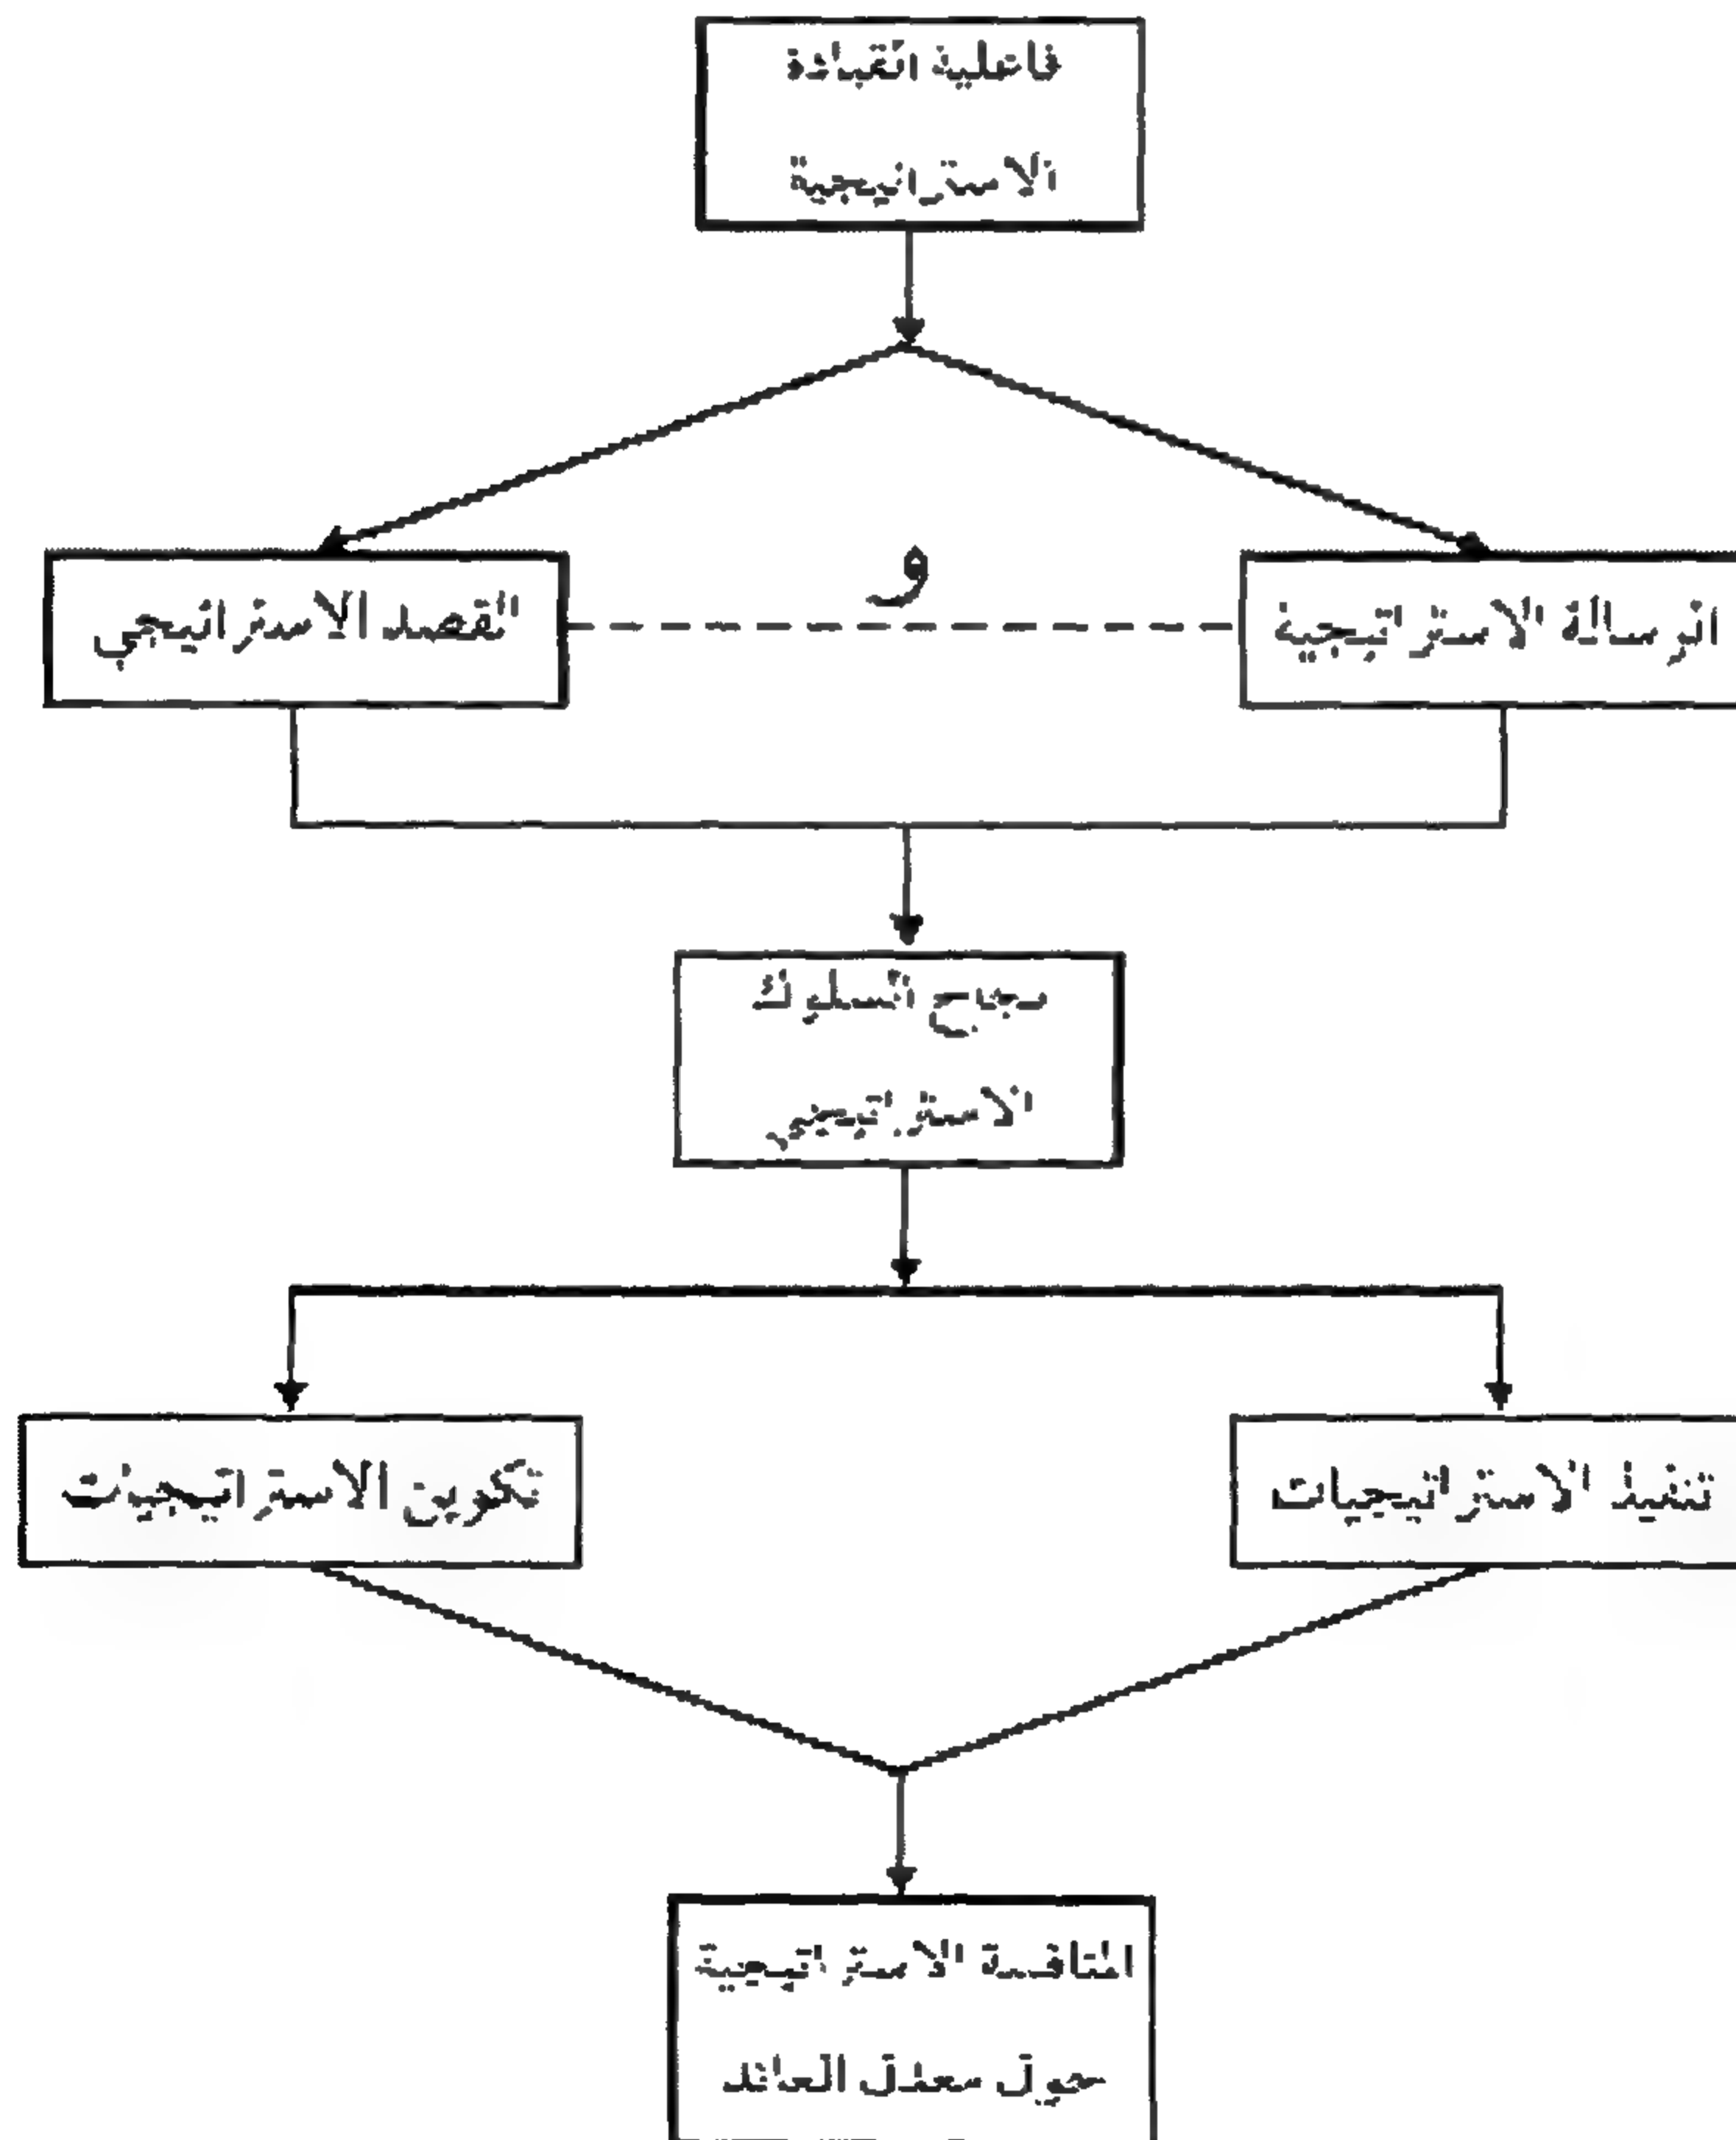 فاعلية القيادة
الاستراتيجية
الرسالة الاستراتيجية
و
القصد الاستراتيجي
نجاح السلوك
الاستراتيجي
تنفيذ الاستراتيجيات
تكوين الاستراتيجيات
المنافسة الاستراتيجية
حول معدل العائد